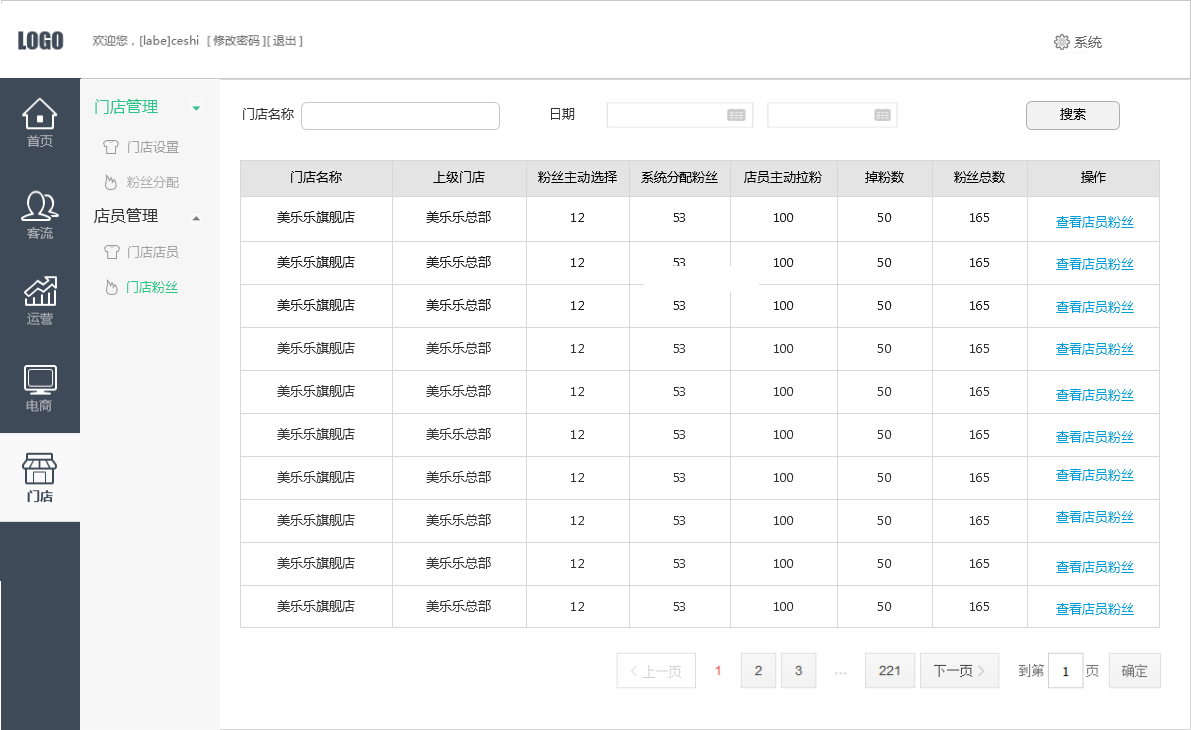 LOGO 欢迎您，[labe]ceshi [修改密码][退出] 系统
首页
客流
运营
电商
门店
门店管理
门店设置
粉丝分配
店员管理
门店店员
门店粉丝
门店名称 日期 搜索
门店名称 上级门店 粉丝主动选择 系统分配粉丝 店员主动拉粉 掉粉数 粉丝总数 操作
美乐乐旗舰店 美乐乐总部 12 53 100 50 165 查看店员粉丝
美乐乐旗舰店 美乐乐总部 12 53 100 50 165 查看店员粉丝
美乐乐旗舰店 美乐乐总部 12 53 100 50 165 查看店员粉丝
美乐乐旗舰店 美乐乐总部 12 53 100 50 165 查看店员粉丝
美乐乐旗舰店 美乐乐总部 12 53 100 50 165 查看店员粉丝
美乐乐旗舰店 美乐乐总部 12 53 100 50 165 查看店员粉丝
美乐乐旗舰店 美乐乐总部 12 53 100 50 165 查看店员粉丝
美乐乐旗舰店 美乐乐总部 12 53 100 50 165 查看店员粉丝
美乐乐旗舰店 美乐乐总部 12 53 100 50 165 查看店员粉丝
美乐乐旗舰店 美乐乐总部 12 53 100 50 165 查看店员粉丝
上一页 1 2 3 ... 221 下一页 到第 1 页 确定